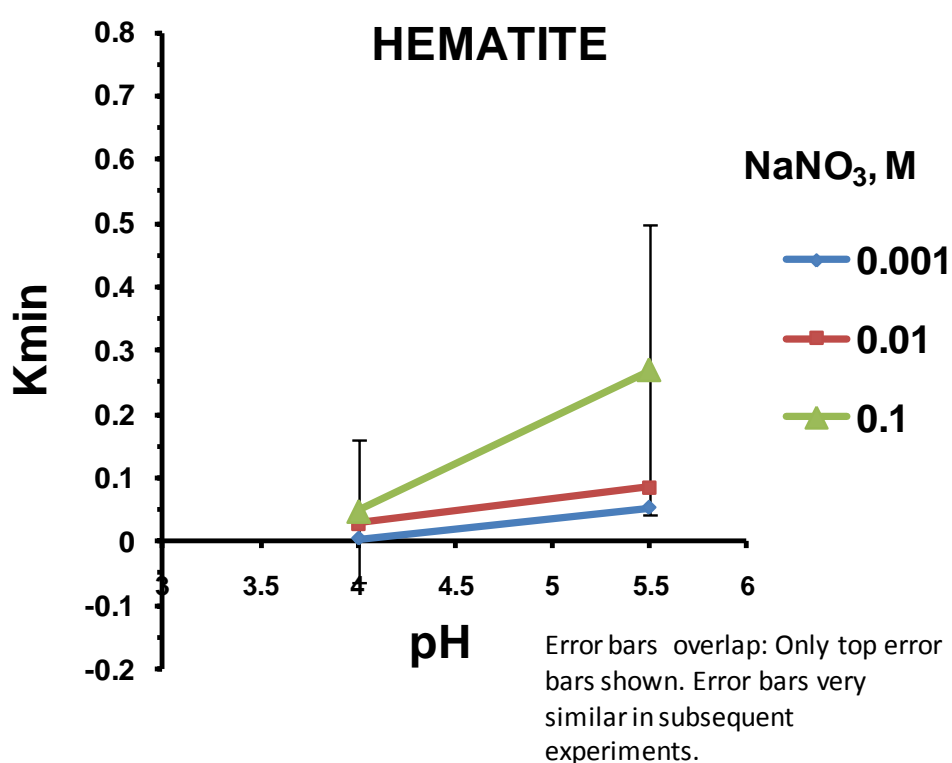 HEMATITE
0.8
0.7
0.6
0.5
0.4
0.3
0.2
0.1
0
-0.1
-0.2
Kmin
3 3.5 4 4.5 5 5.5 6
pH
NaNO₃, M
0.001
0.01
0.1
Error bars overlap: Only top error
bars shown. Error bars very
similar in subsequent
experiments.